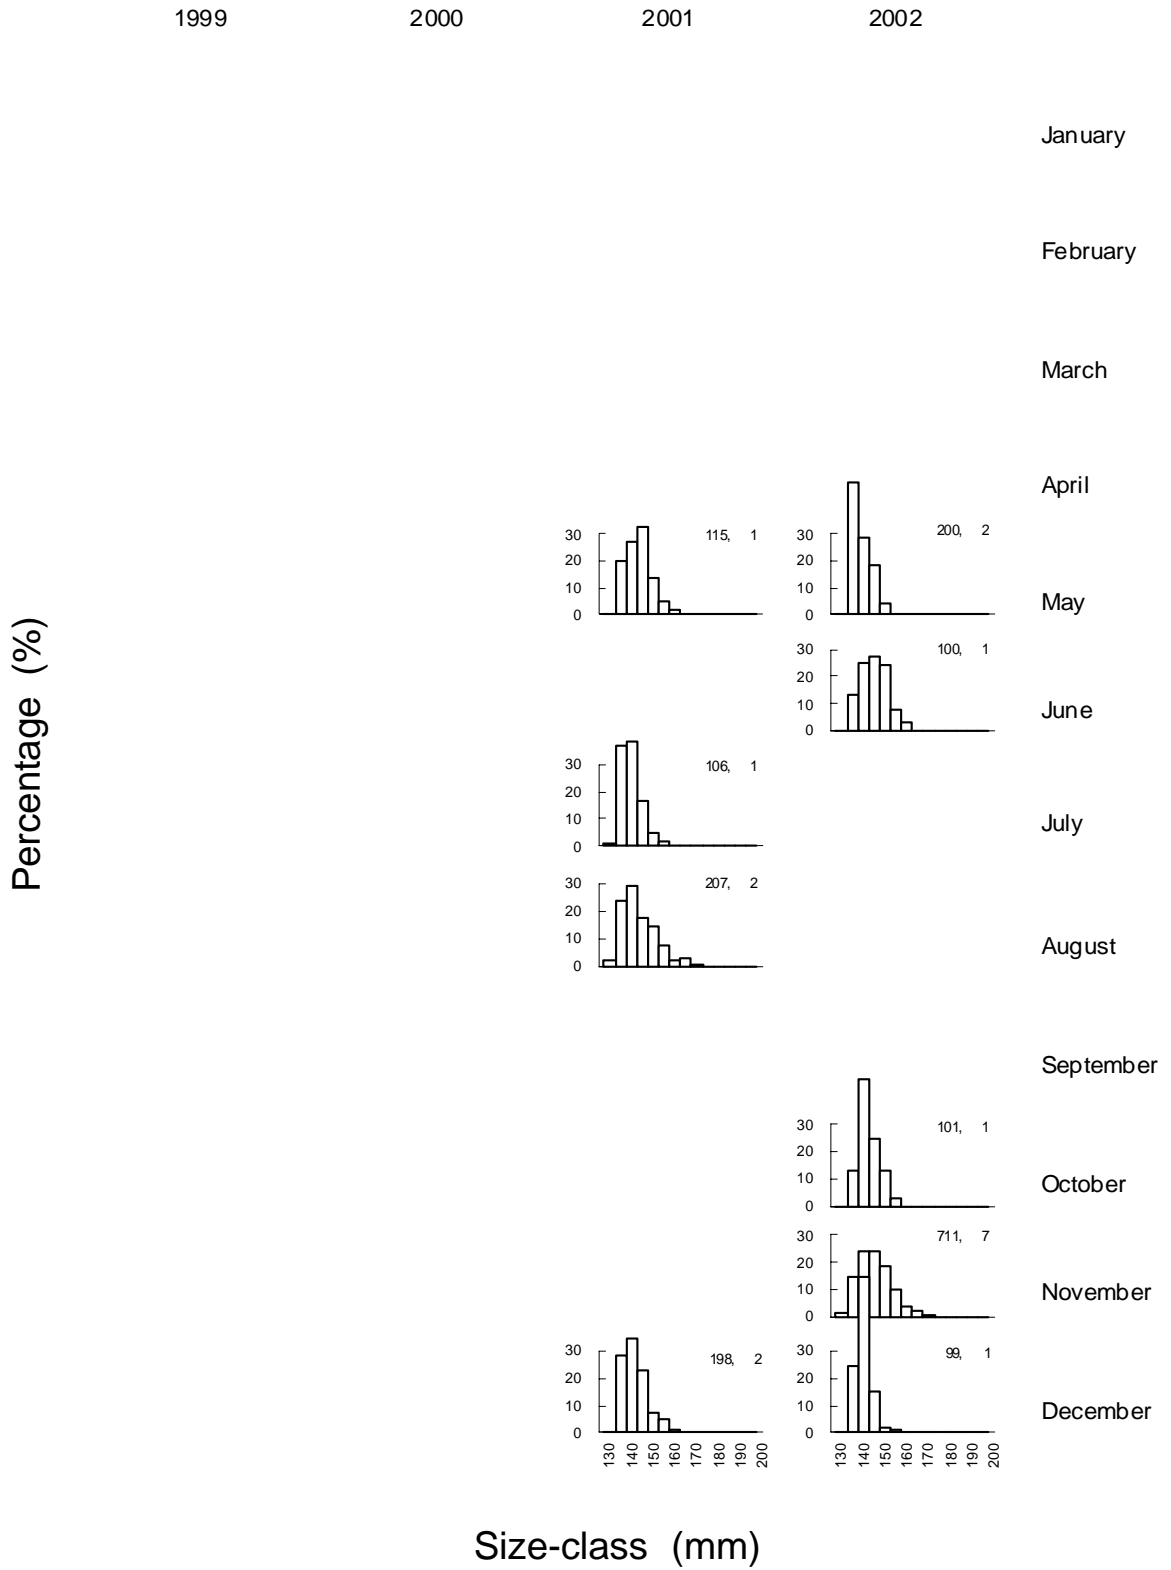 1999 2000 2001 2002
January
February
March
April
115, 1 200, 2
30 30
20 20
10 10
0 0
May
100, 1
30
20
10
0
June
106, 1
30
20
10
0
July
207, 2
30
20
10
0
August
September
101, 1
30
20
10
0
October
711, 7
30
20
10
0
November
198, 2 99, 1
30 30
20 20
10 10
0 0
December
130 140 150 160 170 180 190 200 130 140 150 160 170 180 190 200
Percentage (%)
Size-class (mm)